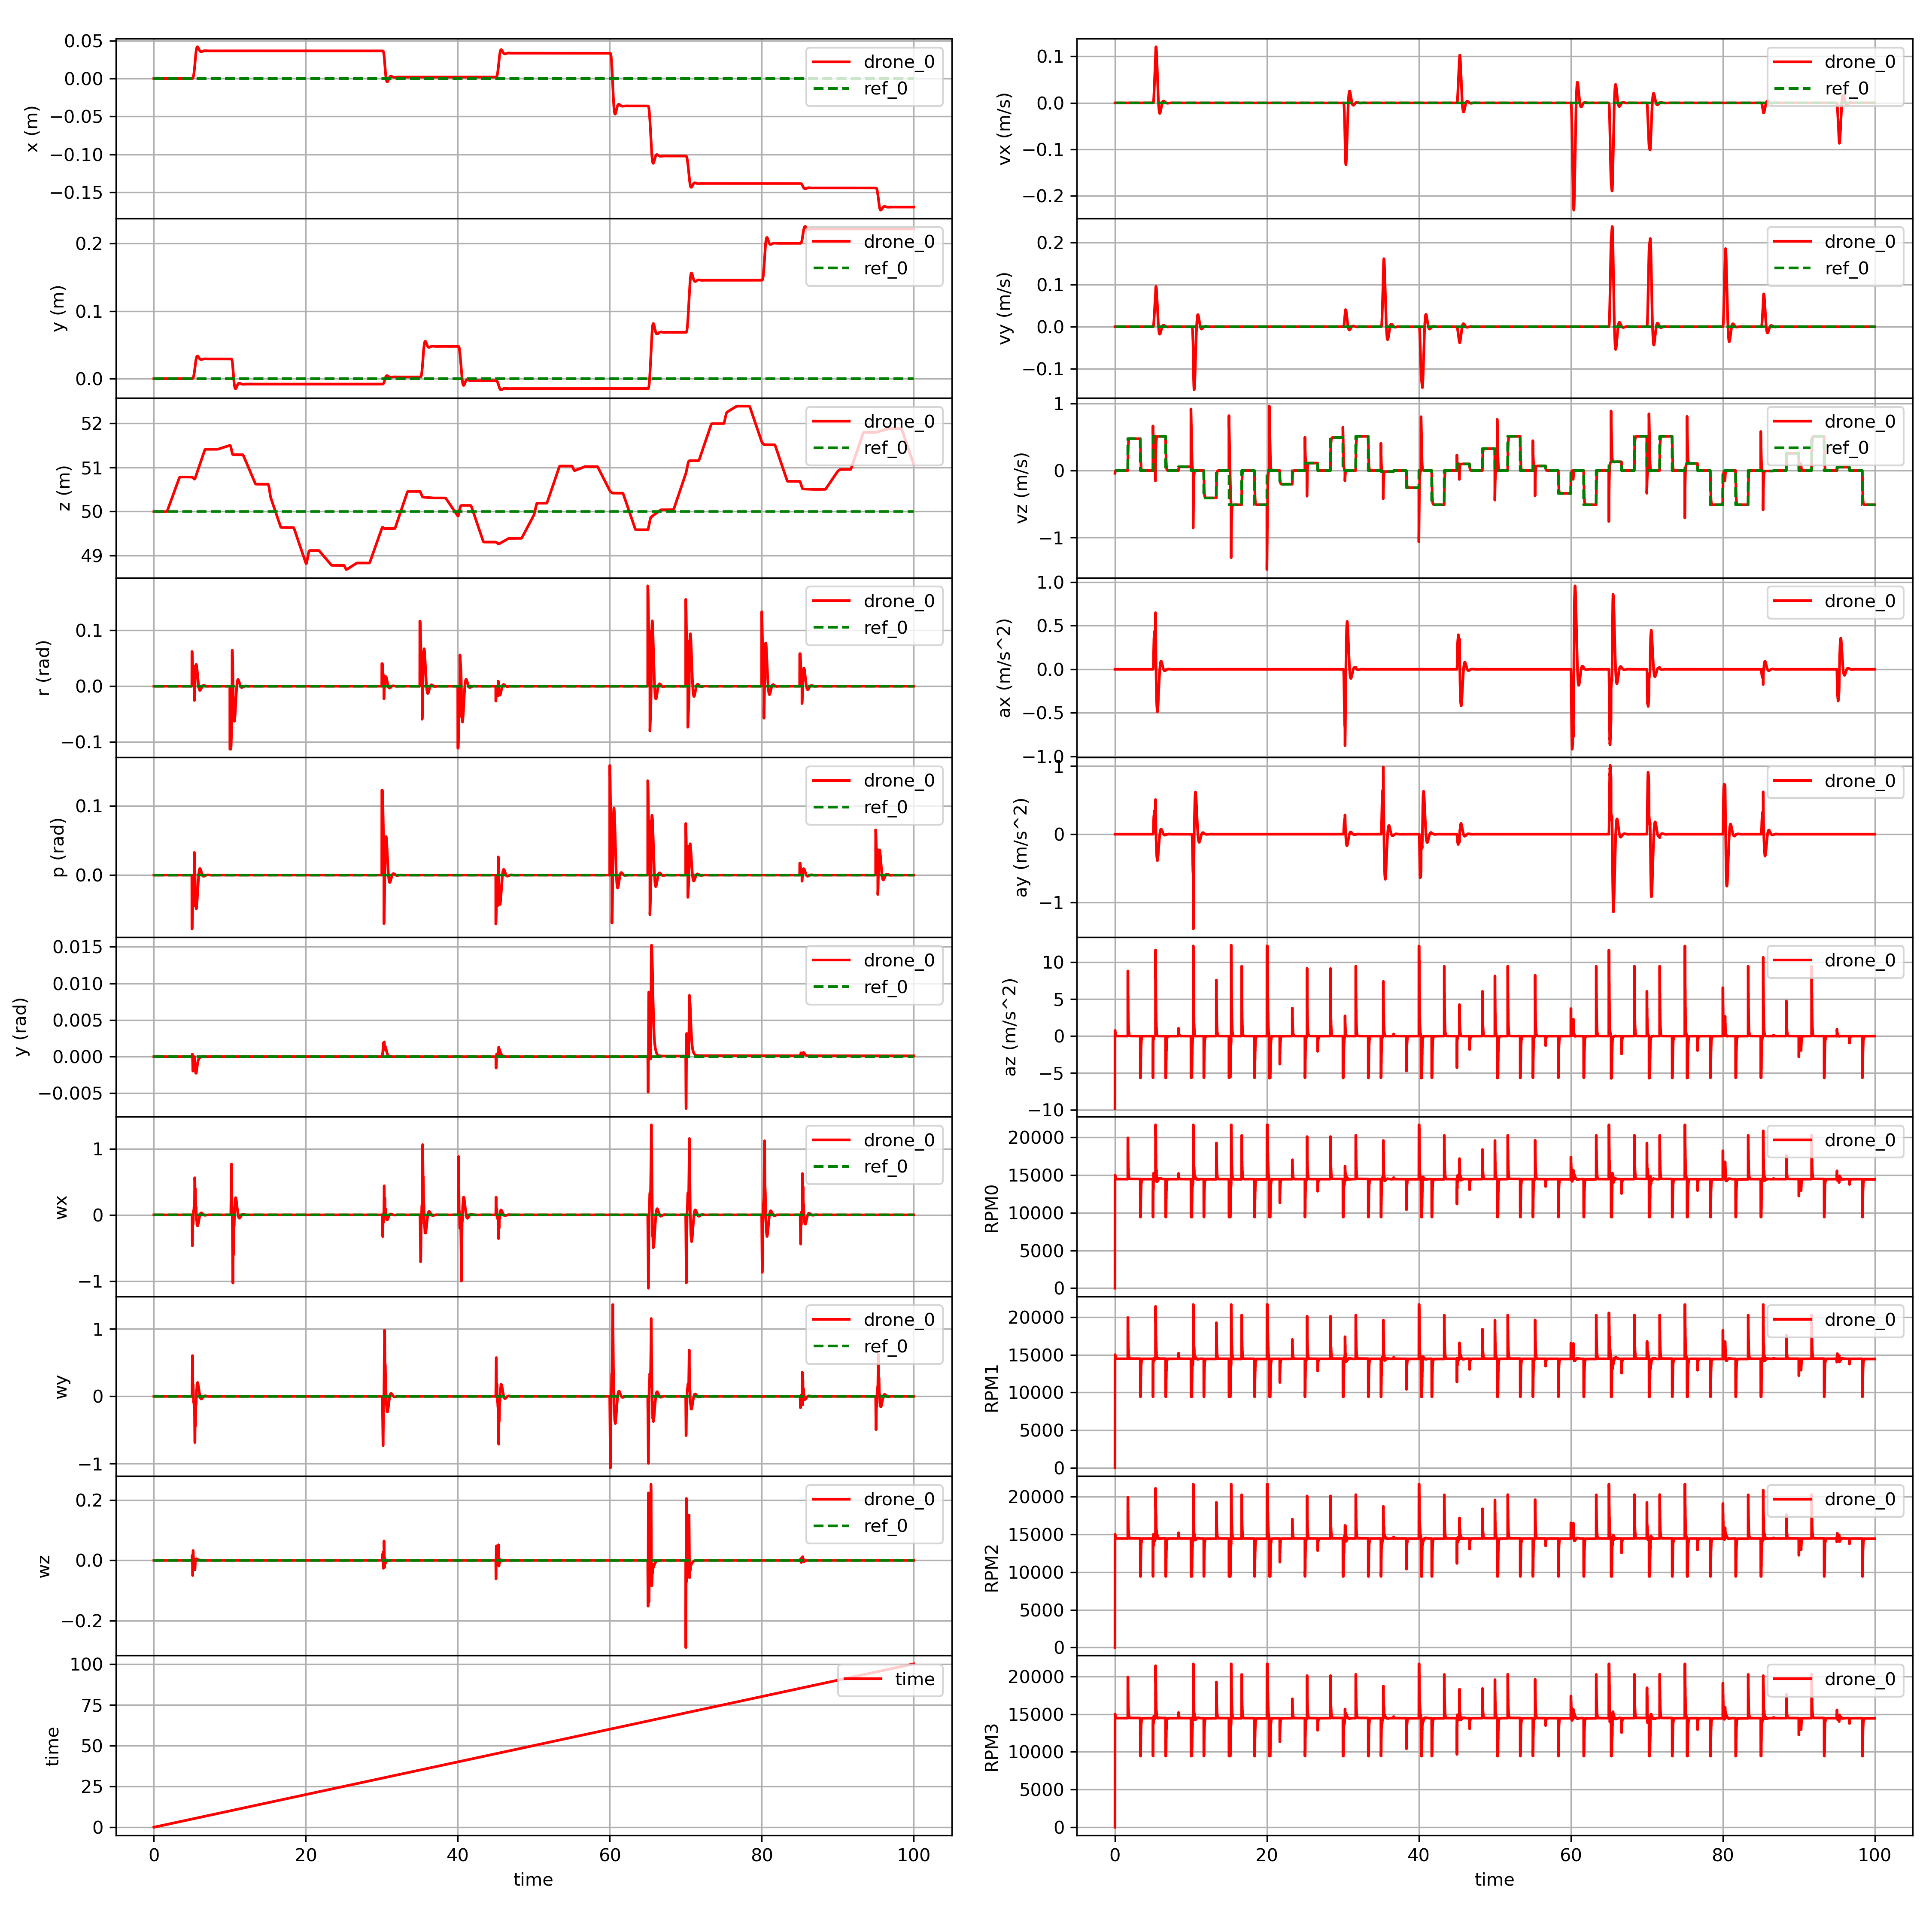 0.05
0.00
−0.05
−0.10
−0.15
x (m)
drone_0
ref_0
0.2
0.1
0.0
y (m)
drone_0
ref_0
52
51
50
49
z (m)
drone_0
ref_0
0.1
0.0
−0.1
r (rad)
drone_0
ref_0
0.1
0.0
p (rad)
drone_0
ref_0
0.015
0.010
0.005
0.000
−0.005
y (rad)
drone_0
ref_0
1
0
−1
wx
drone_0
ref_0
1
0
−1
wy
drone_0
ref_0
0.2
0.0
−0.2
wz
drone_0
ref_0
100
75
50
25
0
time
time
0 20 40 60 80 100
time
0.1
0.0
−0.1
−0.2
vx (m/s)
drone_0
ref_0
0.2
0.1
0.0
−0.1
vy (m/s)
drone_0
ref_0
1
0
−1
vz (m/s)
drone_0
ref_0
1.0
0.5
0.0
−0.5
−1.0
ax (m/s^2)
drone_0
1
0
−1
ay (m/s^2)
drone_0
10
5
0
−5
−10
az (m/s^2)
drone_0
20000
15000
10000
5000
0
RPM0
drone_0
20000
15000
10000
5000
0
RPM1
drone_0
20000
15000
10000
5000
0
RPM2
drone_0
20000
15000
10000
5000
0
RPM3
drone_0
0 20 40 60 80 100
time